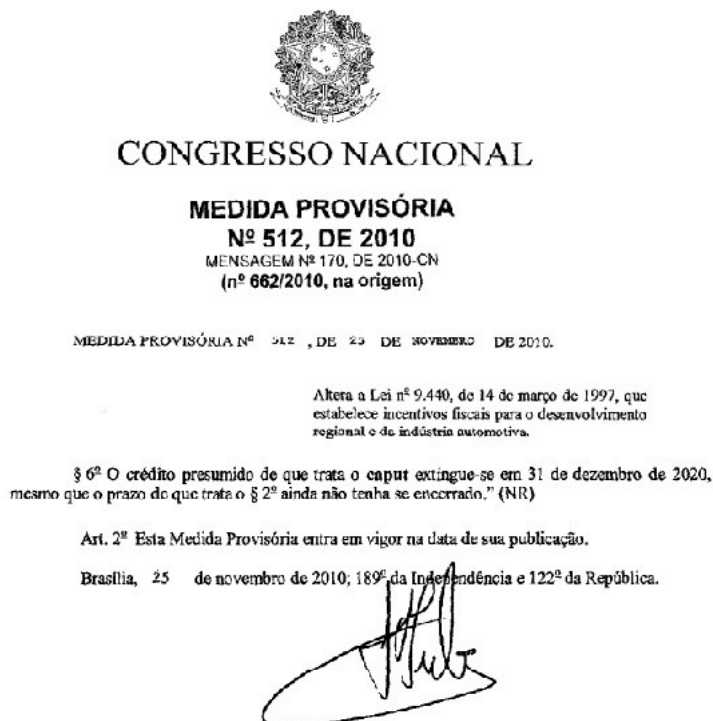 CONGRESSO NACIONAL
MEDIDA PROVISÓRIA
Nº 512, DE 2010
MENSAGEM Nº 170, DE 2010-CN
(nº 662/2010, na origem)
MEDIDA PROVISÓRIA Nº 512 , DE 25 DE NOVEMBRO DE 2010.
Altera a Lei nº 9.440, de 14 de março de 1997, que
estabelece incentivos fiscais para o desenvolvimento
regional e da indústria automotiva.
§ 6º O crédito presumido de que trata o caput extingue-se em 31 de dezembro de 2020,
mesmo que o prazo de que trata o § 2º ainda não tenha se encerrado.” (NR)
Art. 2º Esta Medida Provisória entra em vigor na data de sua publicação.
Brasília, 25 de novembro de 2010; 189º da Independência e 122º da República.